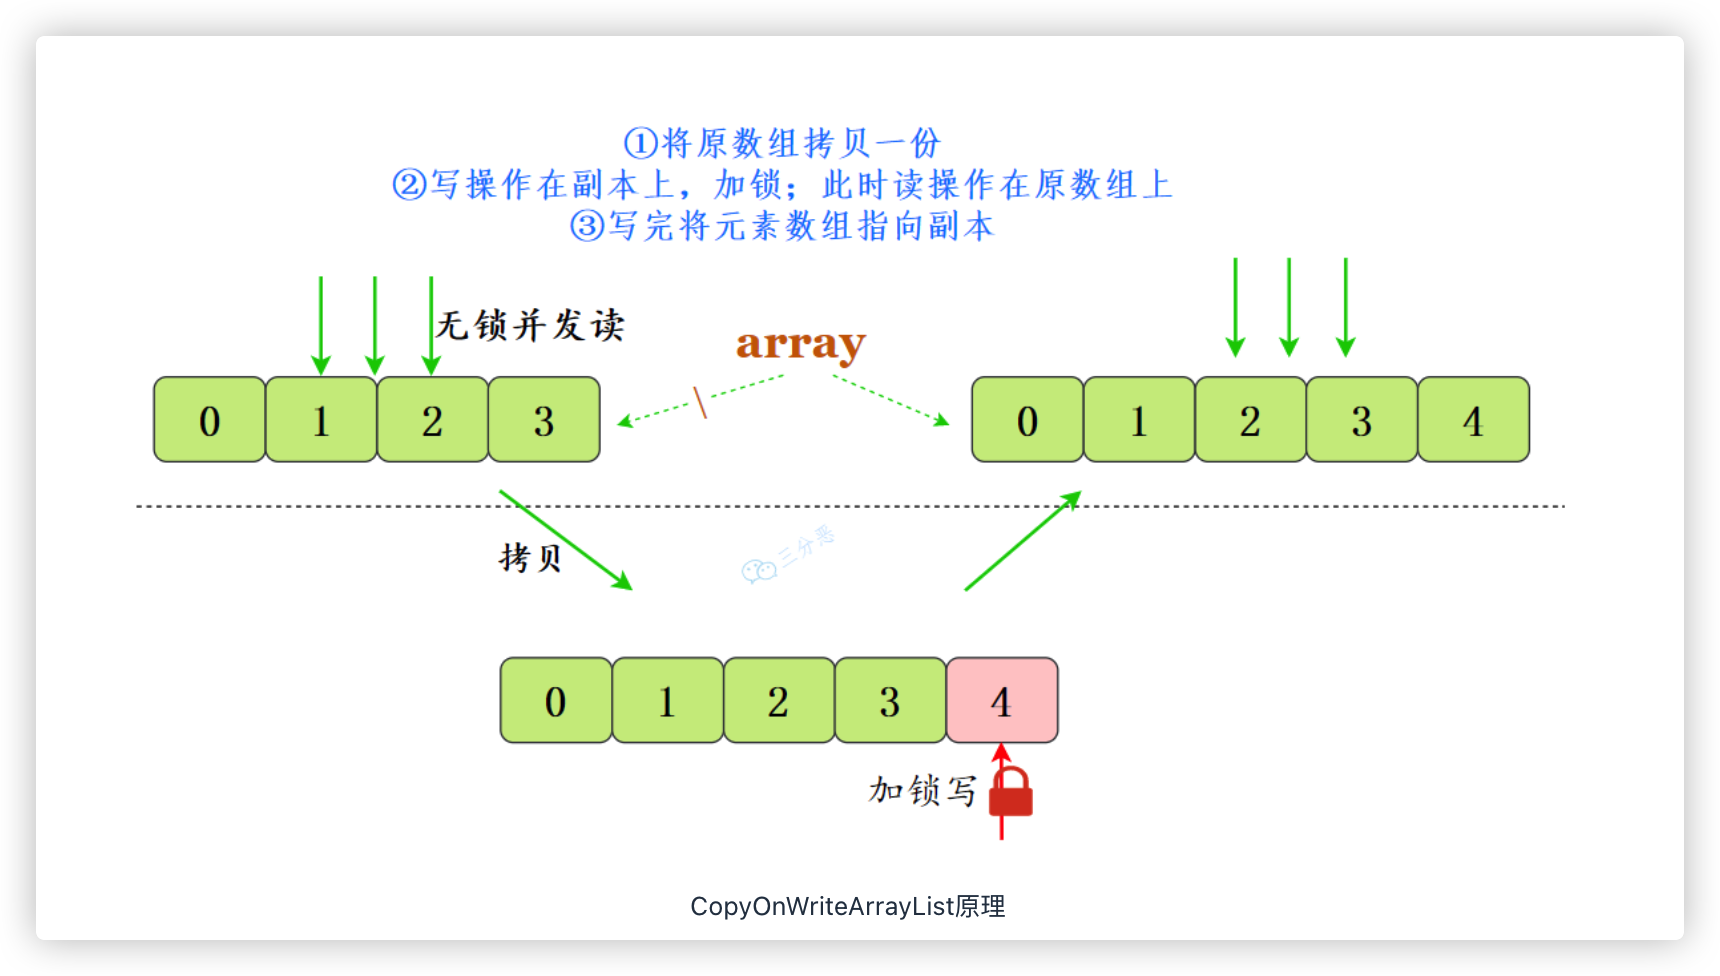 ①将原数组拷贝一份
②写操作在副本上，加锁；此时读操作在原数组上
③写完将元素数组指向副本
无锁并发读
array
0 1 2 3
0 1 2 3 4
拷贝
三分恶
0 1 2 3 4
加锁写
CopyOnWriteArrayList原理